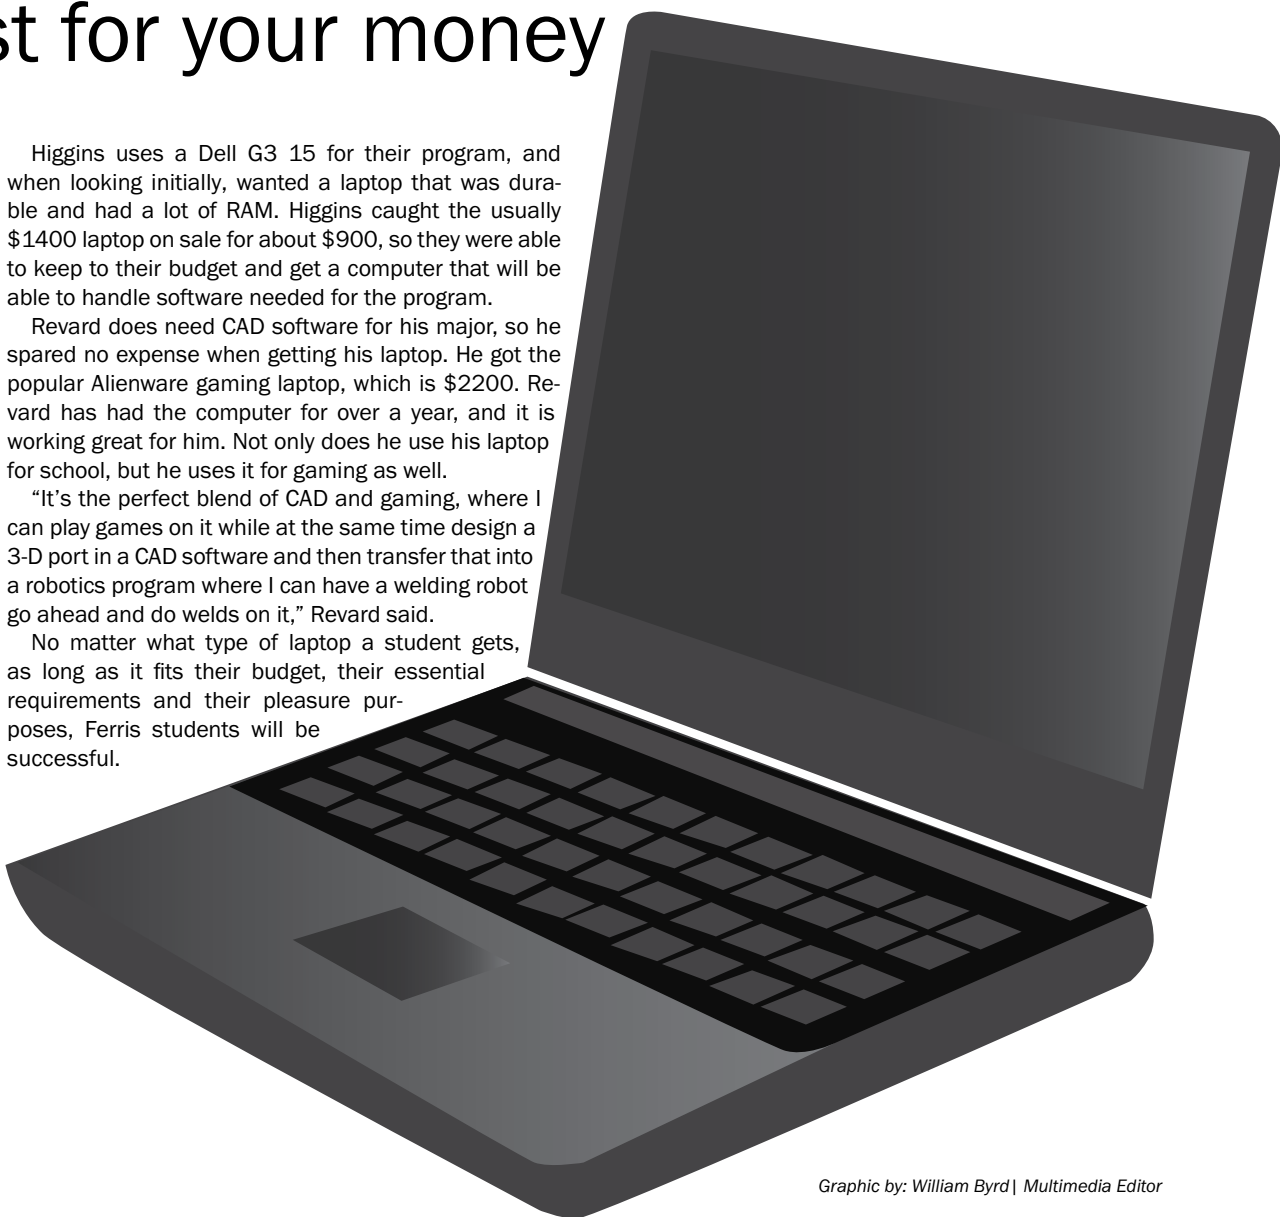 st for your money
Higgins uses a Dell G3 15 for their program, and
when looking initially, wanted a laptop that was dura-
ble and had a lot of RAM. Higgins caught the usually
$1400 laptop on sale for about $900, so they were able
to keep to their budget and get a computer that will be
able to handle software needed for the program.
Revard does need CAD software for his major, so he
spared no expense when getting his laptop. He got the
popular Alienware gaming laptop, which is $2200. Re-
vard has had the computer for over a year, and it is
working great for him. Not only does he use his laptop
for school, but he uses it for gaming as well.
“It’s the perfect blend of CAD and gaming, where I
can play games on it while at the same time design a
3-D port in a CAD software and then transfer that into
a robotics program where I can have a welding robot
go ahead and do welds on it,” Revard said.
No matter what type of laptop a student gets,
as long as it fits their budget, their essential
requirements and their pleasure pur-
poses, Ferris students will be
successful.
Graphic by: William Byrd| Multimedia Editor